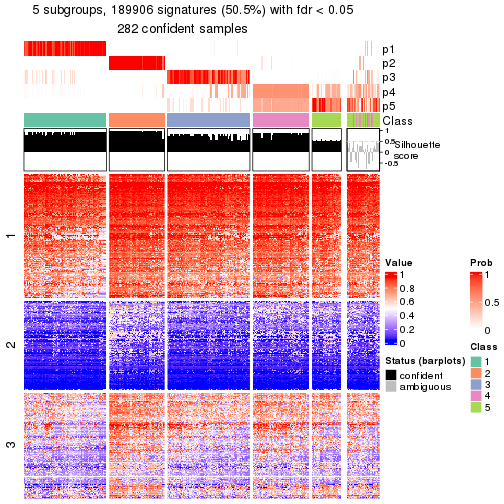 5 subgroups, 189906 signatures (50.5%) with fdr < 0.05
282 confident samples
p1
p2
p3
p4
p5
Class
1
0.5
0
-0.5
Silhouette
score
1
2
3
Value
1
0.8
0.6
0.4
0.2
0
Prob
1
0.5
0
Status (barplots)
confident
ambiguous
Class
1
2
3
4
5